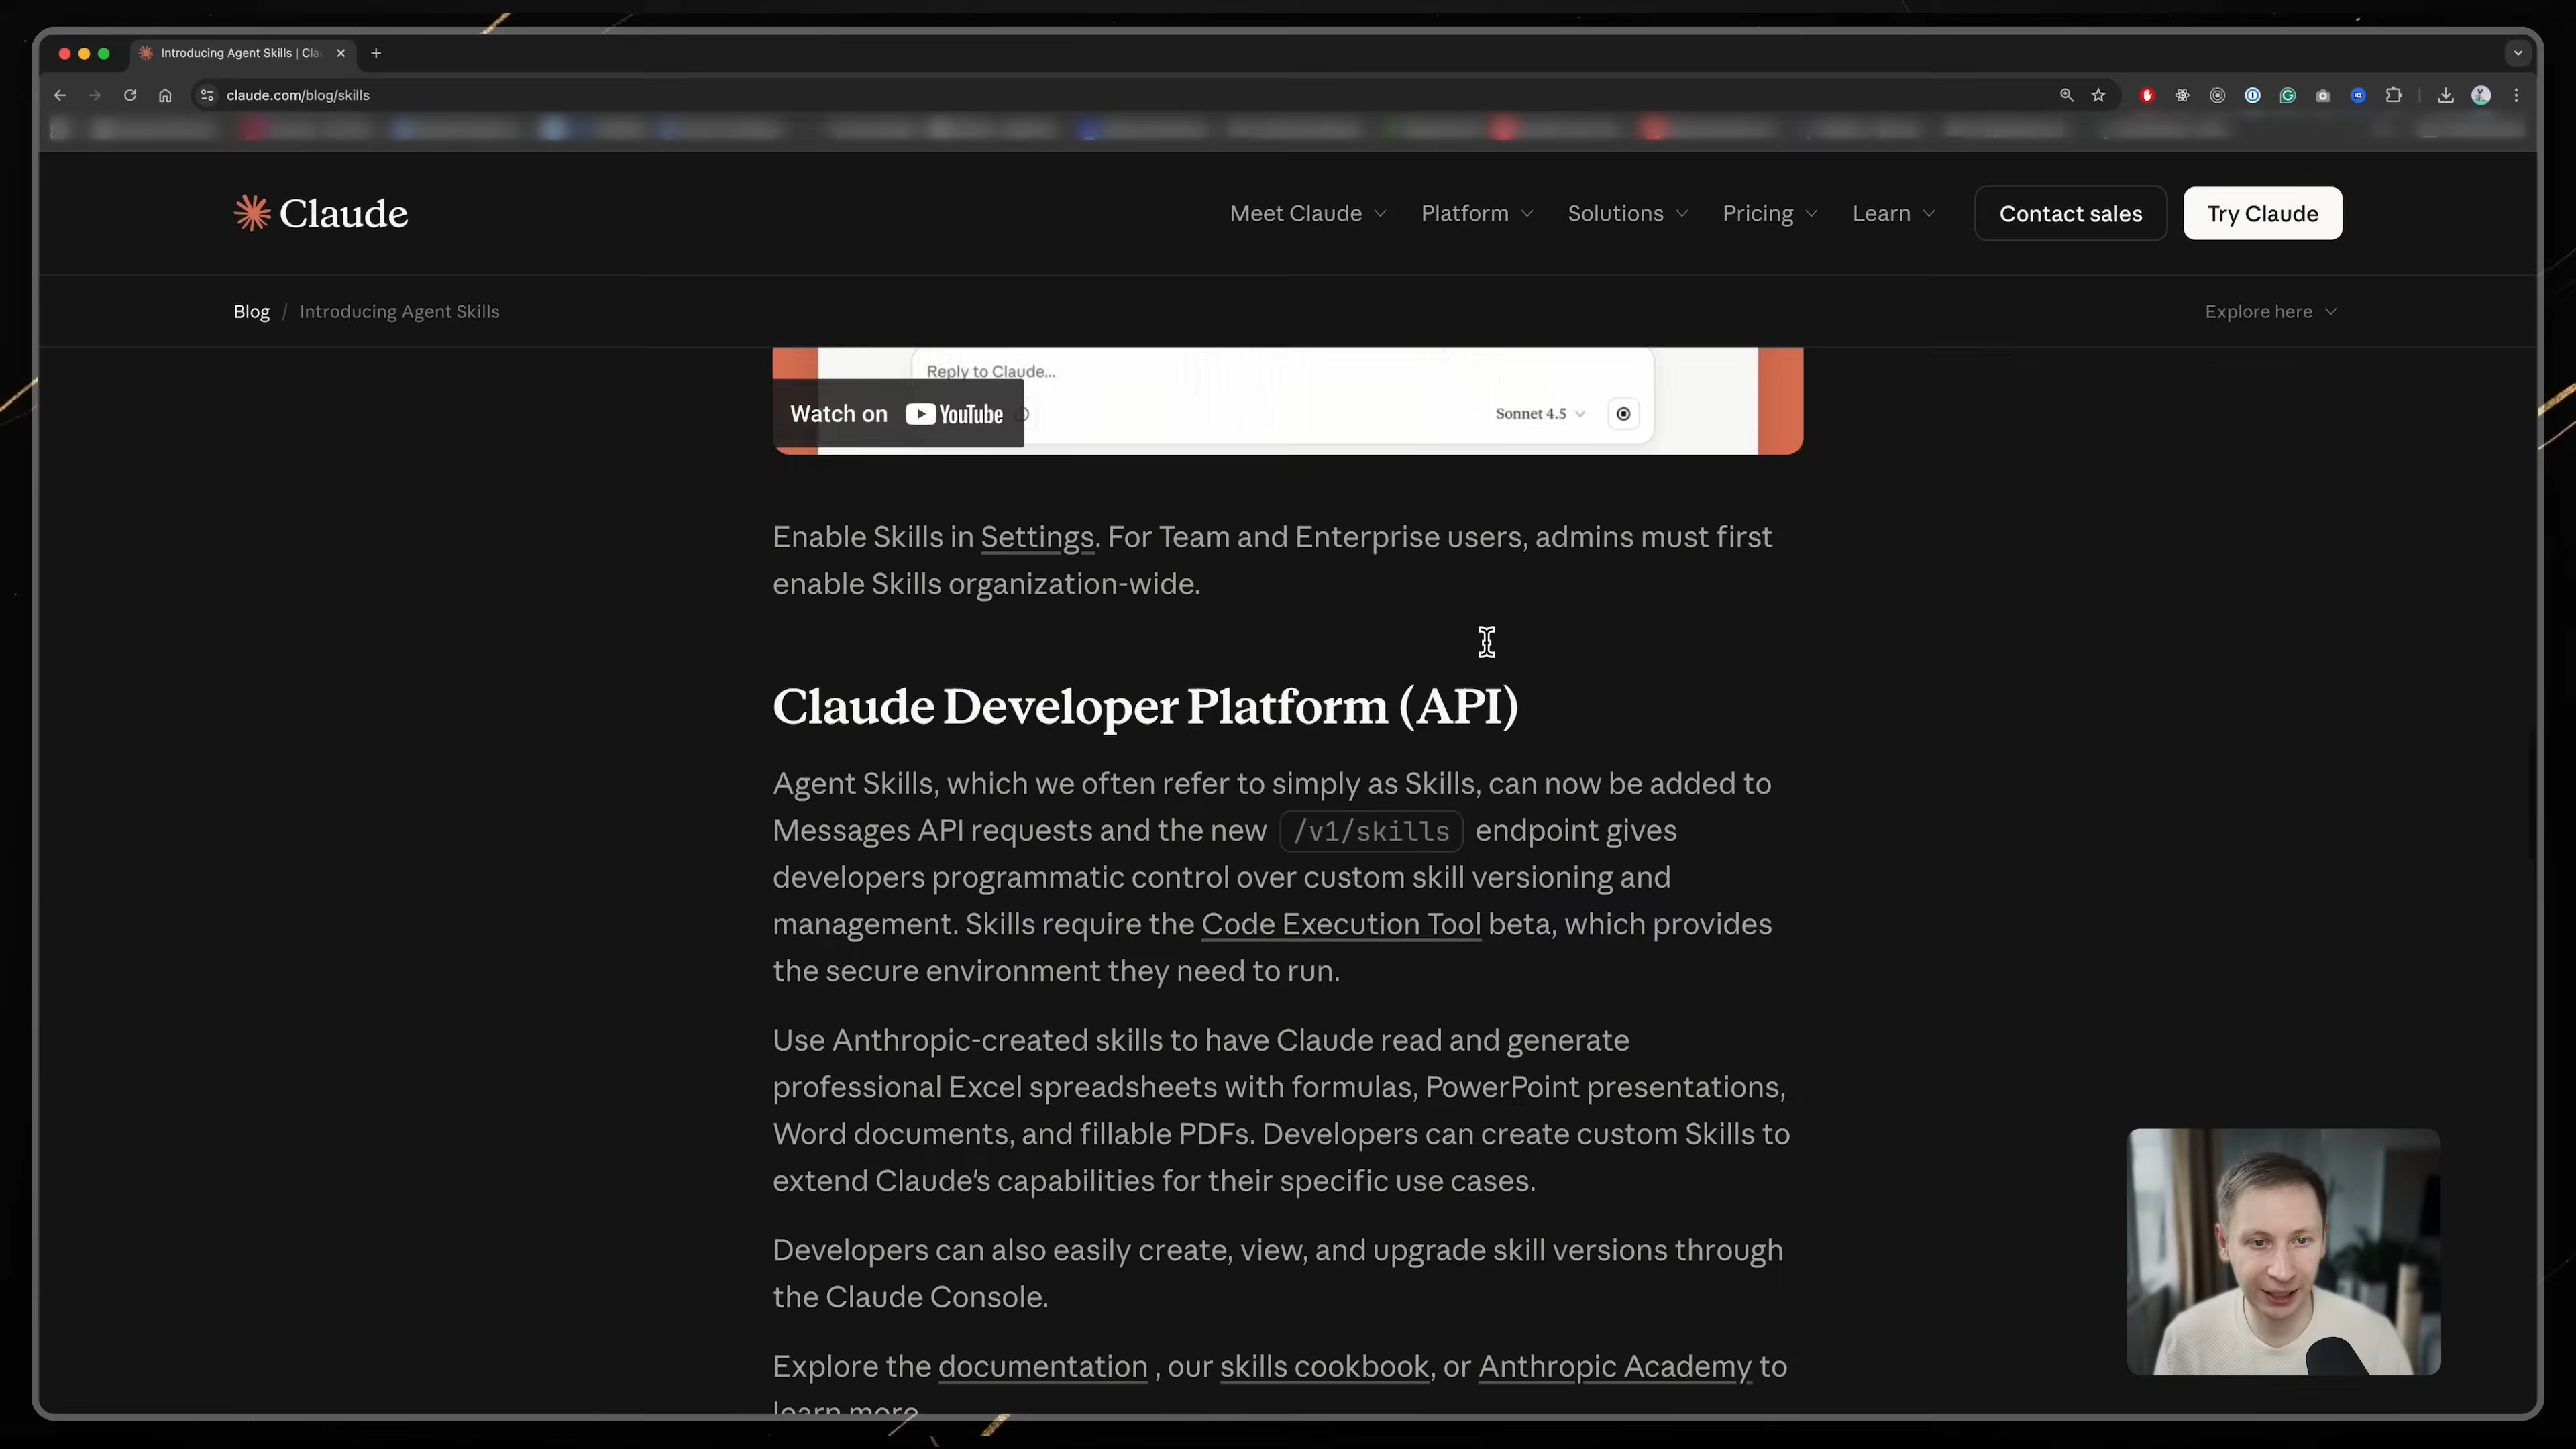 Introducing Agent Skills | Cla
claude.com/blog/skills
Claude
Meet Claude
Platform
Solutions
Pricing
Learn
Contact sales
Try Claude
Blog / Introducing Agent Skills
Explore here
Reply to Claude...
Watch on YouTube
Sonnet 4.5
Enable Skills in Settings. For Team and Enterprise users, admins must first
enable Skills organization-wide.
Claude Developer Platform (API)
Agent Skills, which we often refer to simply as Skills, can now be added to
Messages API requests and the new /v1/skills endpoint gives
developers programmatic control over custom skill versioning and
management. Skills require the Code Execution Tool beta, which provides
the secure environment they need to run.
Use Anthropic-created skills to have Claude read and generate
professional Excel spreadsheets with formulas, PowerPoint presentations,
Word documents, and fillable PDFs. Developers can create custom Skills to
extend Claude's capabilities for their specific use cases.
Developers can also easily create, view, and upgrade skill versions through
the Claude Console.
Explore the documentation , our skills cookbook, or Anthropic Academy to
learn more